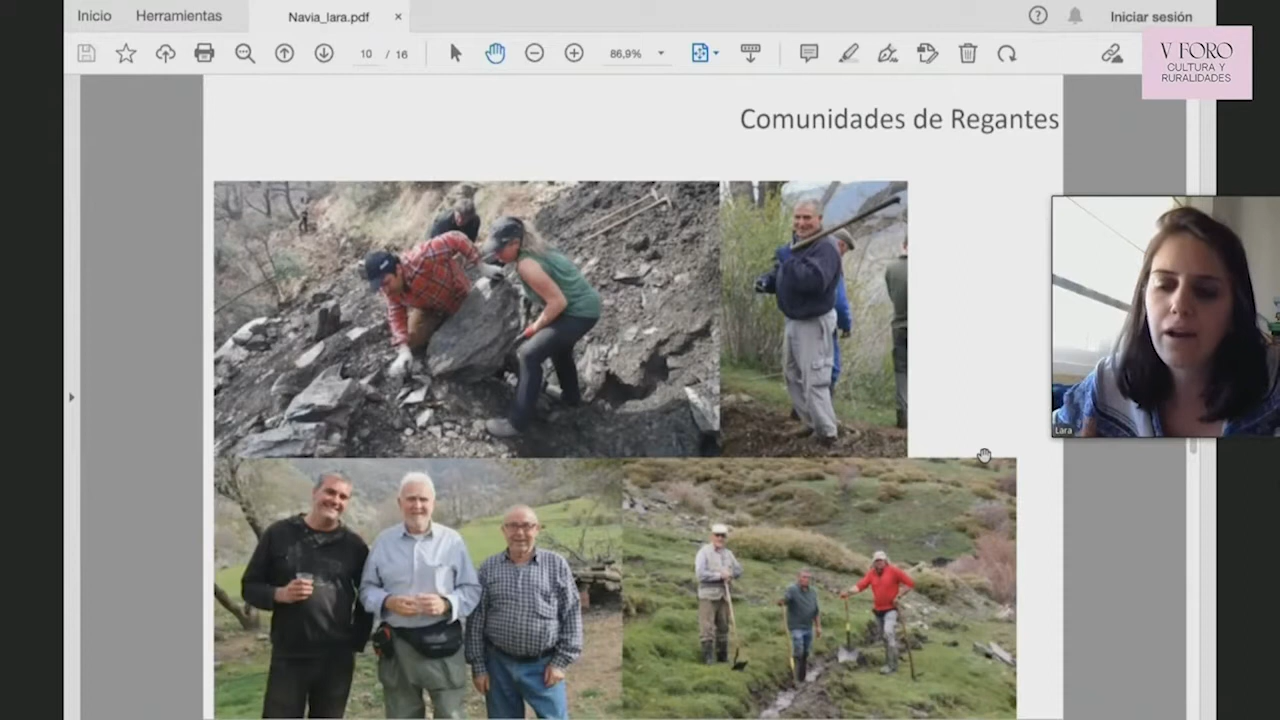 Inicio
Herramientas
Navia_lara.pdf
×
Iniciar sesión
10 / 16
86,9%
V FORO
CULTURA Y
RURALIDADES
Comunidades de Regantes
Lara